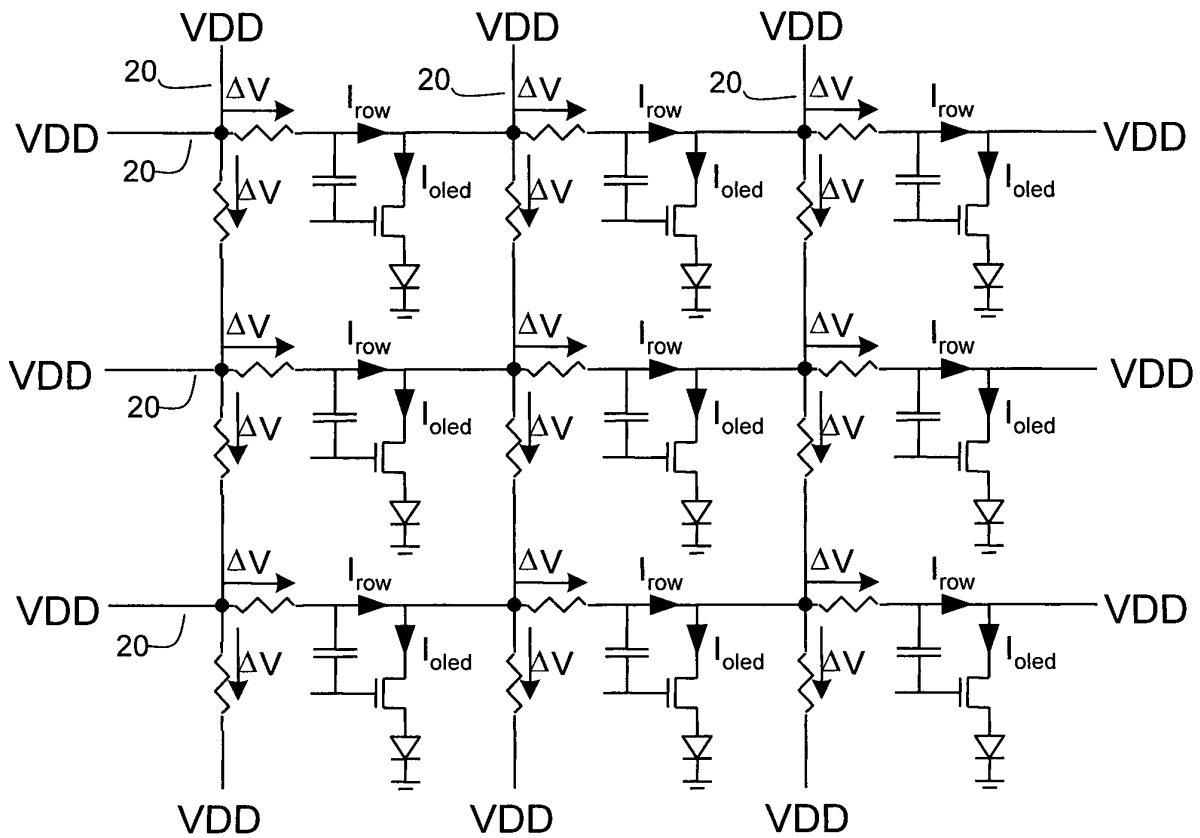 VDD VDD VDD
20 ΔV I_row 20 ΔV I_row 20 ΔV I_row
VDD VDD
20 ΔV I_oled ΔV I_oled ΔV I_oled
ΔV I_row ΔV I_row ΔV I_row
VDD VDD
20 ΔV I_oled ΔV I_oled ΔV I_oled
ΔV I_row ΔV I_row ΔV I_row
VDD VDD
20 ΔV I_oled ΔV I_oled ΔV I_oled
VDD VDD VDD